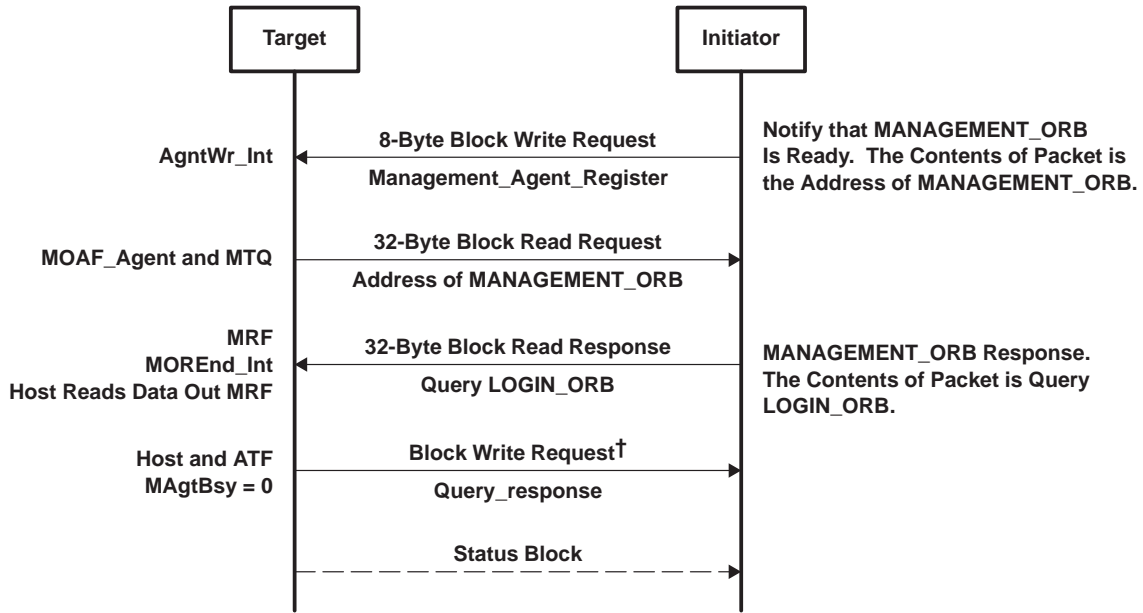 Target
Initiator
AgntWr_Int
8-Byte Block Write Request
Management_Agent_Register
Notify that MANAGEMENT_ORB
Is Ready. The Contents of Packet is
the Address of MANAGEMENT_ORB.
MOAF_Agent and MTQ
32-Byte Block Read Request
Address of MANAGEMENT_ORB
MRF
MOREnd_Int
Host Reads Data Out MRF
32-Byte Block Read Response
Query LOGIN_ORB
MANAGEMENT_ORB Response.
The Contents of Packet is Query
LOGIN_ORB.
Host and ATF
MAgtBsy = 0
Block Write Request†
Query_response
Status Block